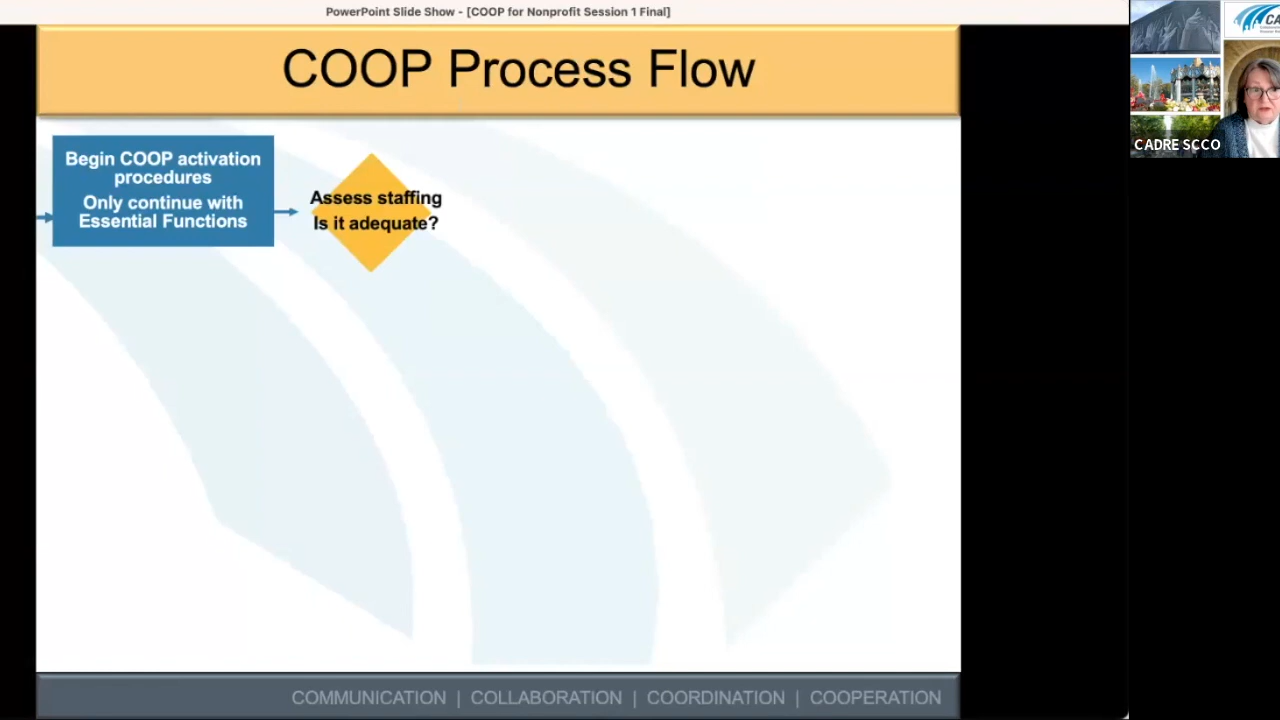 PowerPoint Slide Show - [COOP for Nonprofit Session 1 Final]
COOP Process Flow
Begin COOP activation
procedures
Only continue with
Essential Functions
Assess staffing
Is it adequate?
COMMUNICATION | COLLABORATION | COORDINATION | COOPERATION
CA
CADRE SCCO